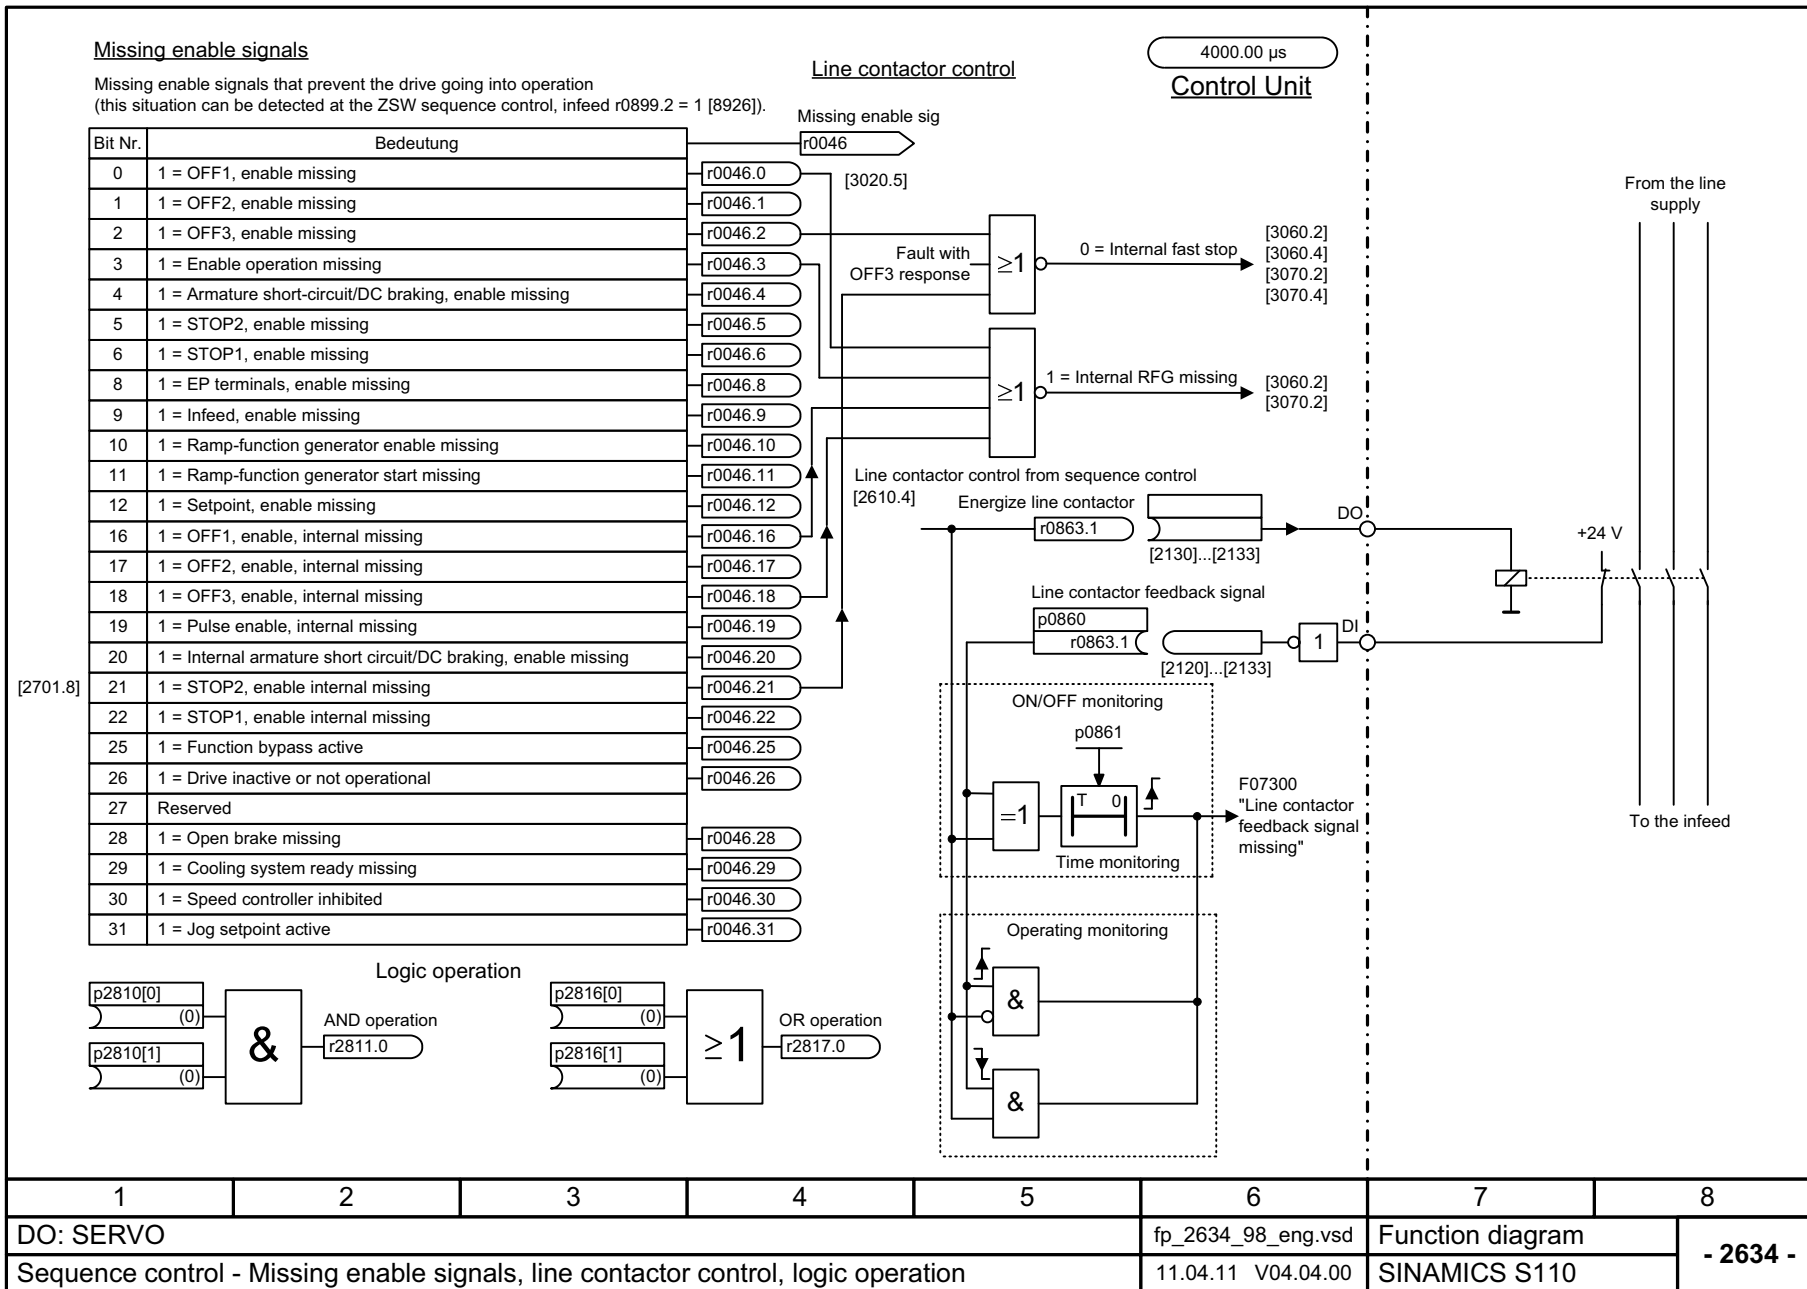 Missing enable signals
Missing enable signals that prevent the drive going into operation
(this situation can be detected at the ZSW sequence control, infeed r0899.2 = 1 [8926]).
Line contactor control
4000.00 µs
Control Unit
Missing enable sig
Bit Nr. Bedeutung r0046
0 1 = OFF1, enable missing r0046.0
[3020.5]
1 1 = OFF2, enable missing r0046.1
2 1 = OFF3, enable missing r0046.2
3 1 = Enable operation missing r0046.3
4 1 = Armature short-circuit/DC braking, enable missing r0046.4
5 1 = STOP2, enable missing r0046.5
6 1 = STOP1, enable missing r0046.6
8 1 = EP terminals, enable missing r0046.8
9 1 = Infeed, enable missing r0046.9
10 1 = Ramp-function generator enable missing r0046.10
11 1 = Ramp-function generator start missing r0046.11
12 1 = Setpoint, enable missing r0046.12
16 1 = OFF1, enable, internal missing r0046.16
17 1 = OFF2, enable, internal missing r0046.17
18 1 = OFF3, enable, internal missing r0046.18
19 1 = Pulse enable, internal missing r0046.19
20 1 = Internal armature short circuit/DC braking, enable missing r0046.20
[2701.8] 21 1 = STOP2, enable internal missing r0046.21
22 1 = STOP1, enable internal missing r0046.22
25 1 = Function bypass active r0046.25
26 1 = Drive inactive or not operational r0046.26
27 Reserved
28 1 = Open brake missing r0046.28
29 1 = Cooling system ready missing r0046.29
30 1 = Speed controller inhibited r0046.30
31 1 = Jog setpoint active r0046.31
Fault with
OFF3 response
≥1
0 = Internal fast stop
[3060.2]
[3060.4]
[3070.2]
[3070.4]
≥1
1 = Internal RFG missing
[3060.2]
[3070.2]
Line contactor control from sequence control
[2610.4]
Energize line contactor
r0863.1
[2130]...[2133]
DO
Line contactor feedback signal
p0860
r0863.1
[2120]...[2133]
1
DI
ON/OFF monitoring
p0861
=1
T 0
Time monitoring
F07300
"Line contactor
feedback signal
missing"
Operating monitoring
&
&
From the line
supply
+24 V
To the infeed
Logic operation
p2810[0]
(0)
p2810[1]
(0)
&
AND operation
r2811.0
p2816[0]
(0)
p2816[1]
(0)
≥1
OR operation
r2817.0
1 2 3 4 5 6 7 8
DO: SERVO fp_2634_98_eng.vsd Function diagram
- 2634 -
Sequence control - Missing enable signals, line contactor control, logic operation 11.04.11 V04.04.00 SINAMICS S110